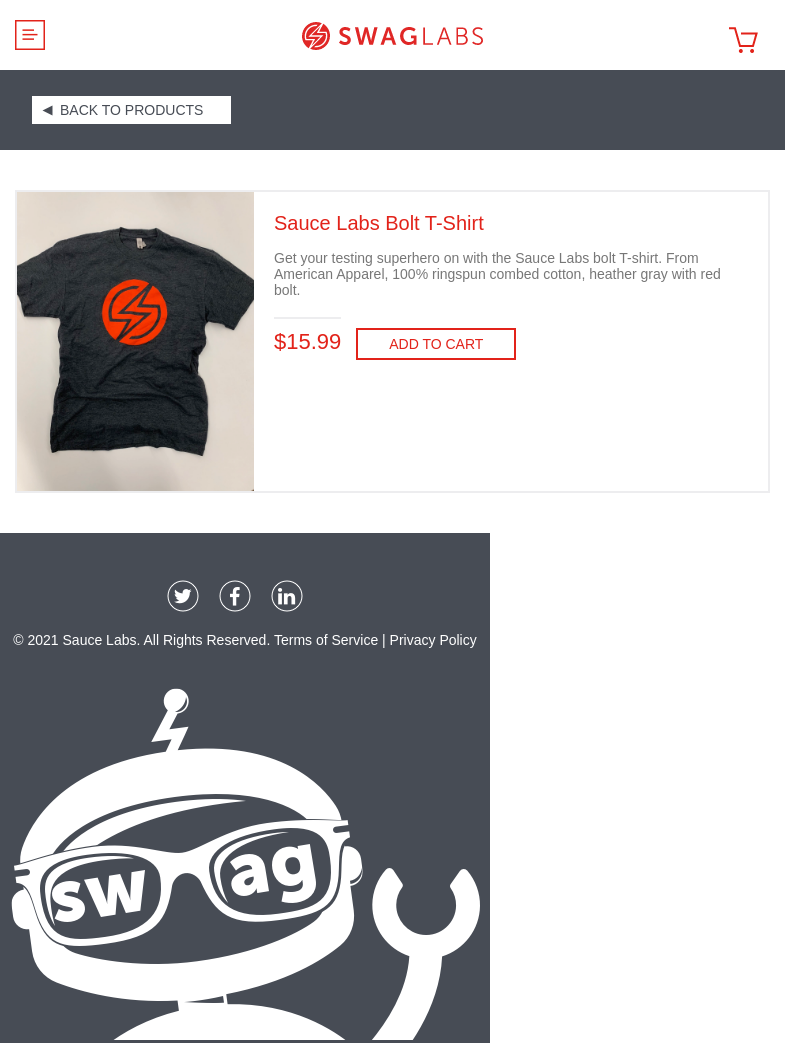 SWAGLABS
◄ BACK TO PRODUCTS
Sauce Labs Bolt T-Shirt
Get your testing superhero on with the Sauce Labs bolt T-shirt. From
American Apparel, 100% ringspun combed cotton, heather gray with red
bolt.
$15.99
ADD TO CART
© 2021 Sauce Labs. All Rights Reserved. Terms of Service | Privacy Policy
swag